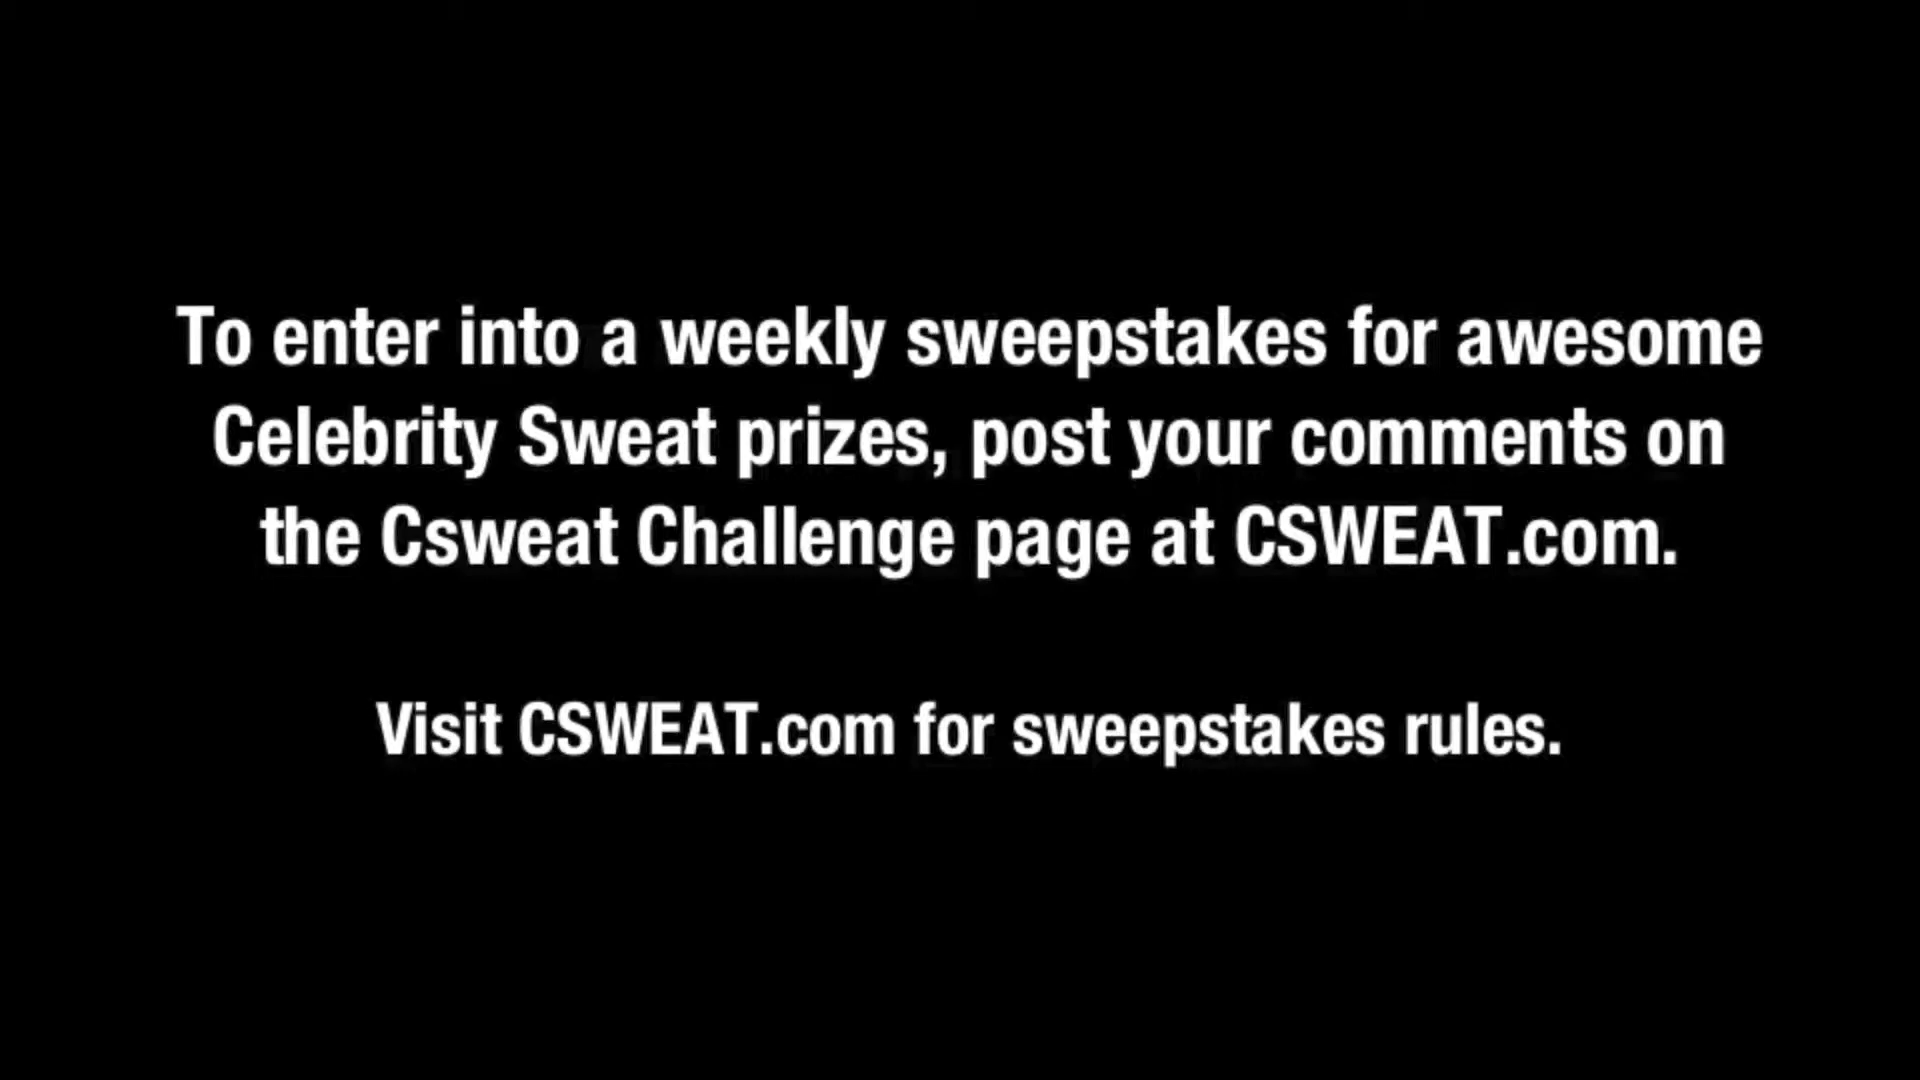 To enter into a weekly sweepstakes for awesome
Celebrity Sweat prizes, post your comments on
the Csweat Challenge page at CSWEAT.com.
Visit CSWEAT.com for sweepstakes rules.